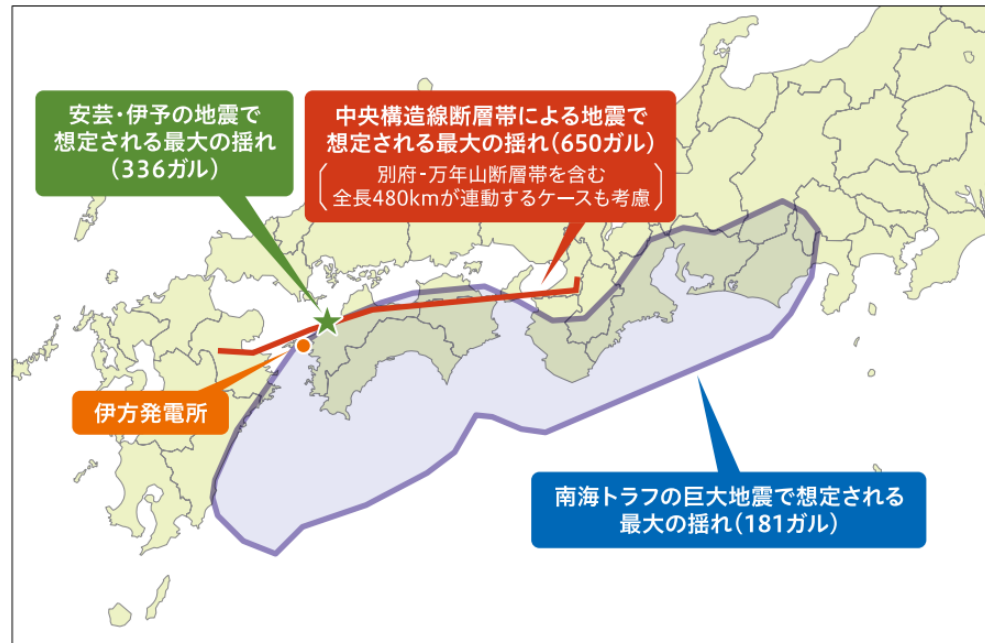 安芸・伊予の地震で
想定される最大の揺れ
（336ガル）
中央構造線断層帯による地震で
想定される最大の揺れ（650ガル）
（別府-万年山断層帯を含む
全長480kmが連動するケースも考慮）
伊方発電所
南海トラフの巨大地震で想定される
最大の揺れ（181ガル）